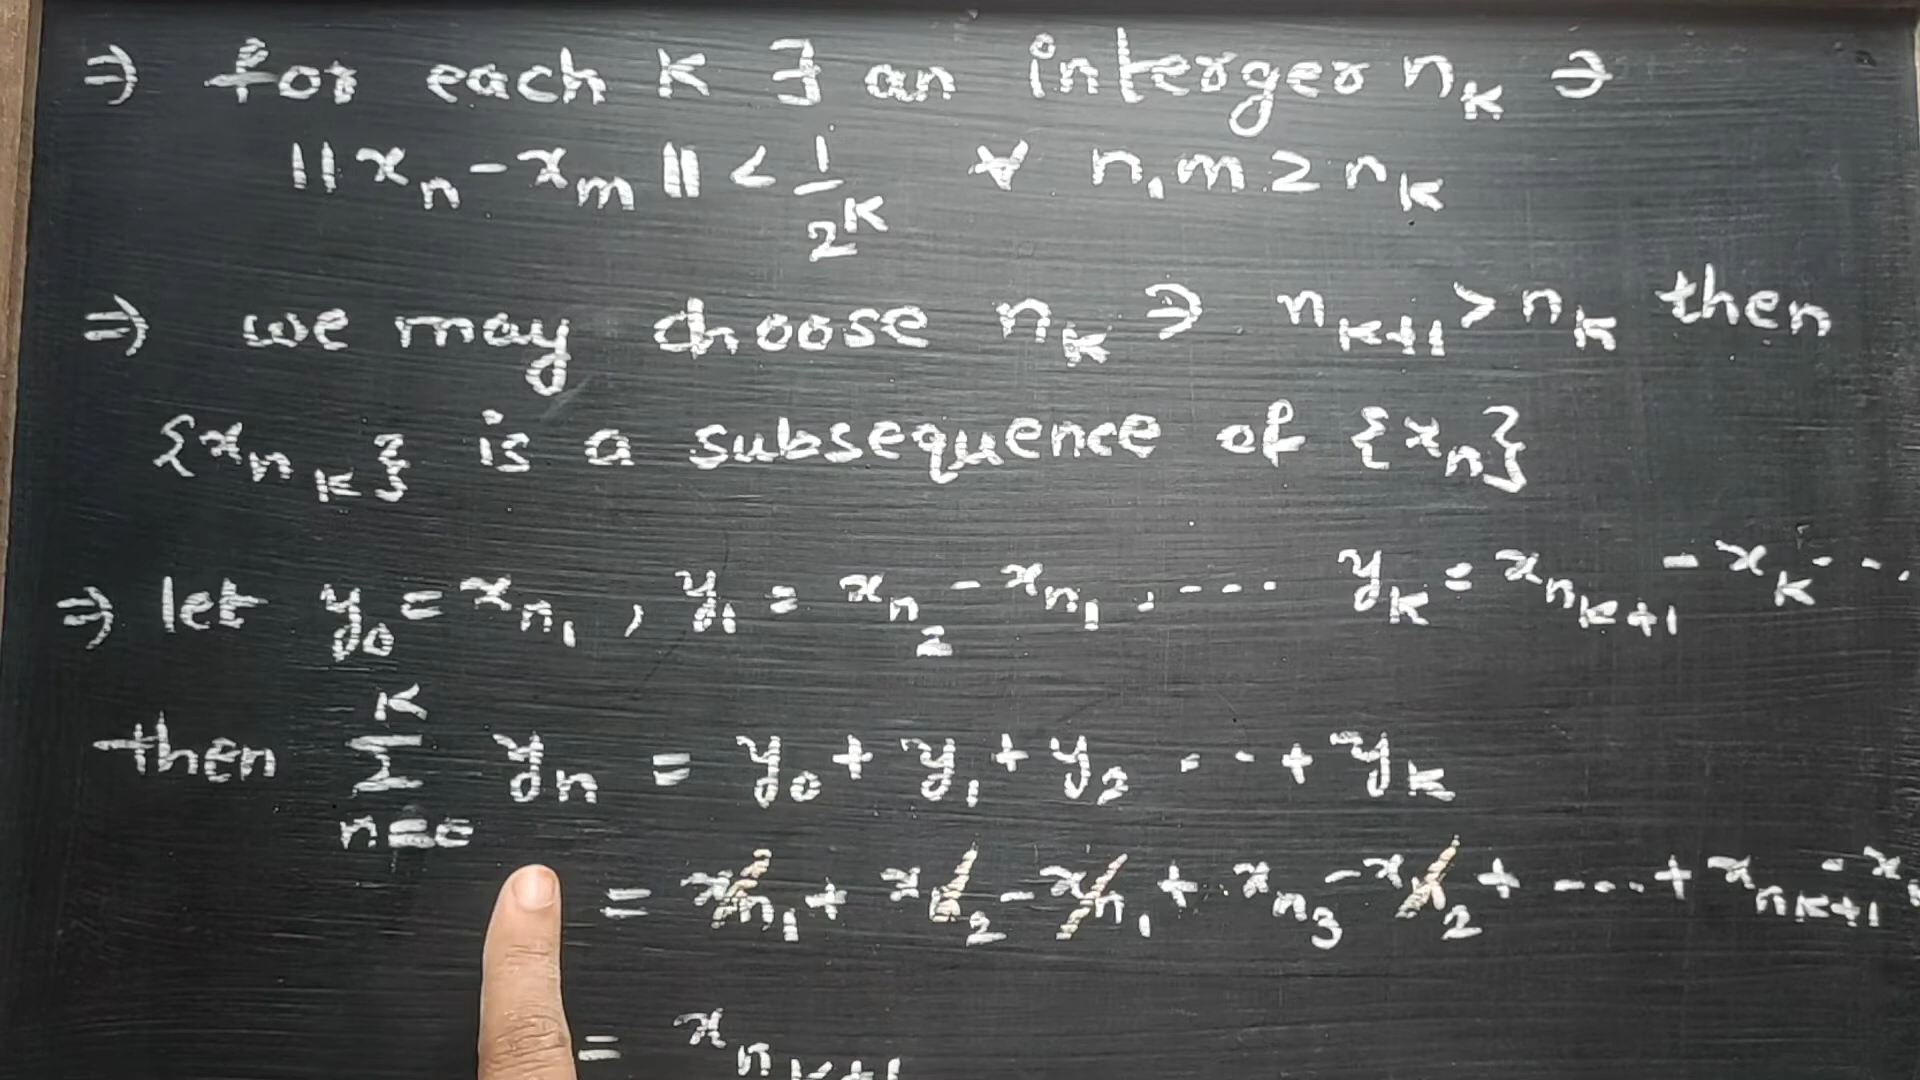 ⇒ for each K ∃ an interger n_K ∋
||x_n - x_m || < 1/2^K ∀ n,m ≥ n_K
⇒ we may choose n_K ∋ n_{K+1} > n_K then
{x_{n_K}} is a subsequence of {x_n}
⇒ let y_0 = x_{n_1}, y_1 = x_{n_2} - x_{n_1}, .... y_K = x_{n_{K+1}} - x_K ...
then Σ_{n=0}^{K} y_n = y_0 + y_1 + y_2 ... + y_K
= x_{n_1} + x_{n_2} - x_{n_1} + x_{n_3} - x_{n_2} + .... + x_{n_{K+1}} - x
= x_{n_{K+1}}